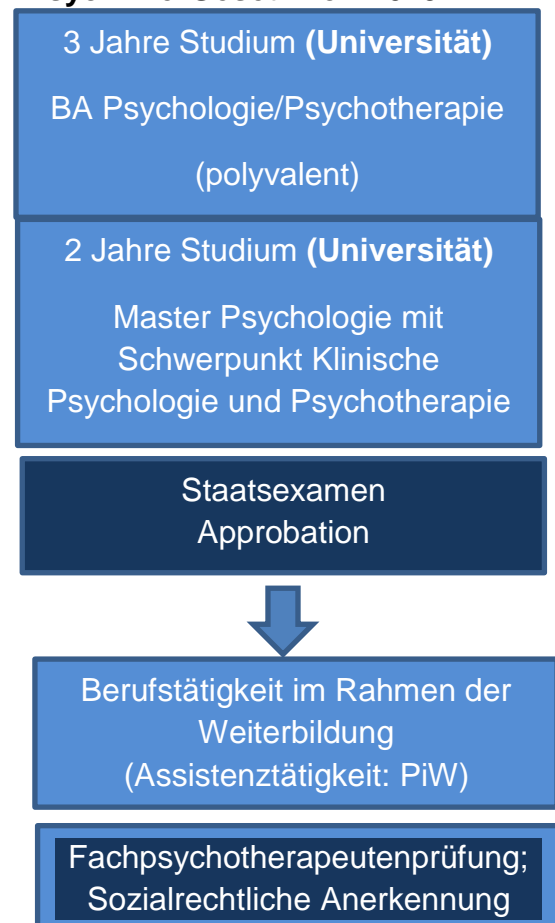 3 Jahre Studium (Universität)
BA Psychologie/Psychotherapie
(polyvalent)
2 Jahre Studium (Universität)
Master Psychologie mit
Schwerpunkt Klinische
Psychologie und Psychotherapie
Staatsexamen
Approbation
Berufstätigkeit im Rahmen der
Weiterbildung
(Assistenztätigkeit: PiW)
Fachpsychotherapeutenprüfung;
Sozialrechtliche Anerkennung